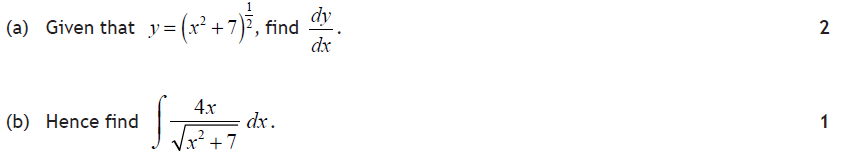 (a) Given that y = (x² + 7)^{1/2}, find dy/dx. 2
(b) Hence find ∫ 4x/√(x² + 7) dx. 1